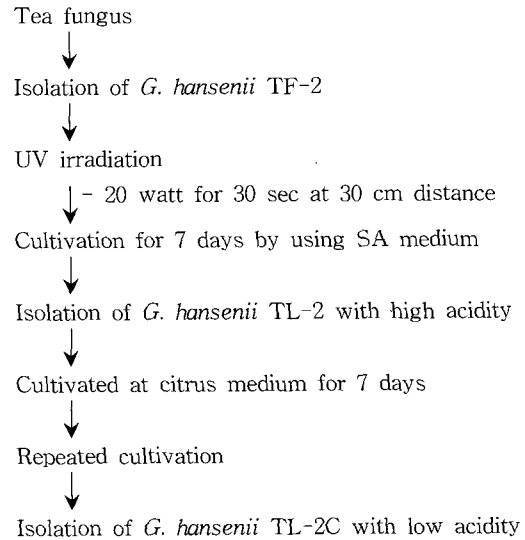 Tea fungus
Isolation of G. hansenii TF-2
UV irradiation
- 20 watt for 30 sec at 30 cm distance
Cultivation for 7 days by using SA medium
Isolation of G. hansenii TL-2 with high acidity
Cultivated at citrus medium for 7 days
Repeated cultivation
Isolation of G. hansenii TL-2C with low acidity